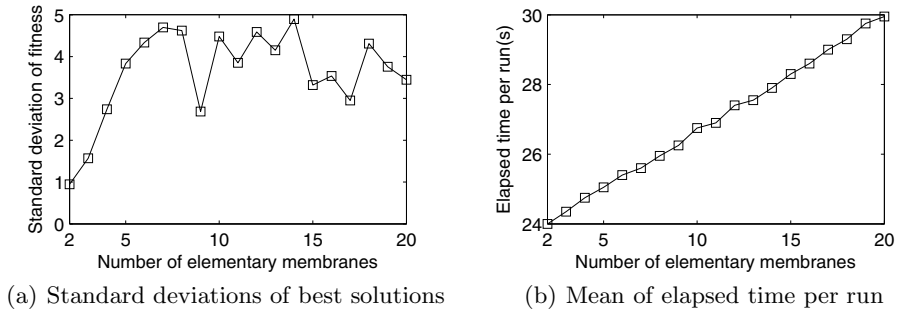 Standard deviation of fitness
5
4
3
2
1
0
2 5 10 15 20
Number of elementary membranes
(a) Standard deviations of best solutions
Elapsed time per run(s)
30
28
26
24
2 5 10 15 20
Number of elementary membranes
(b) Mean of elapsed time per run